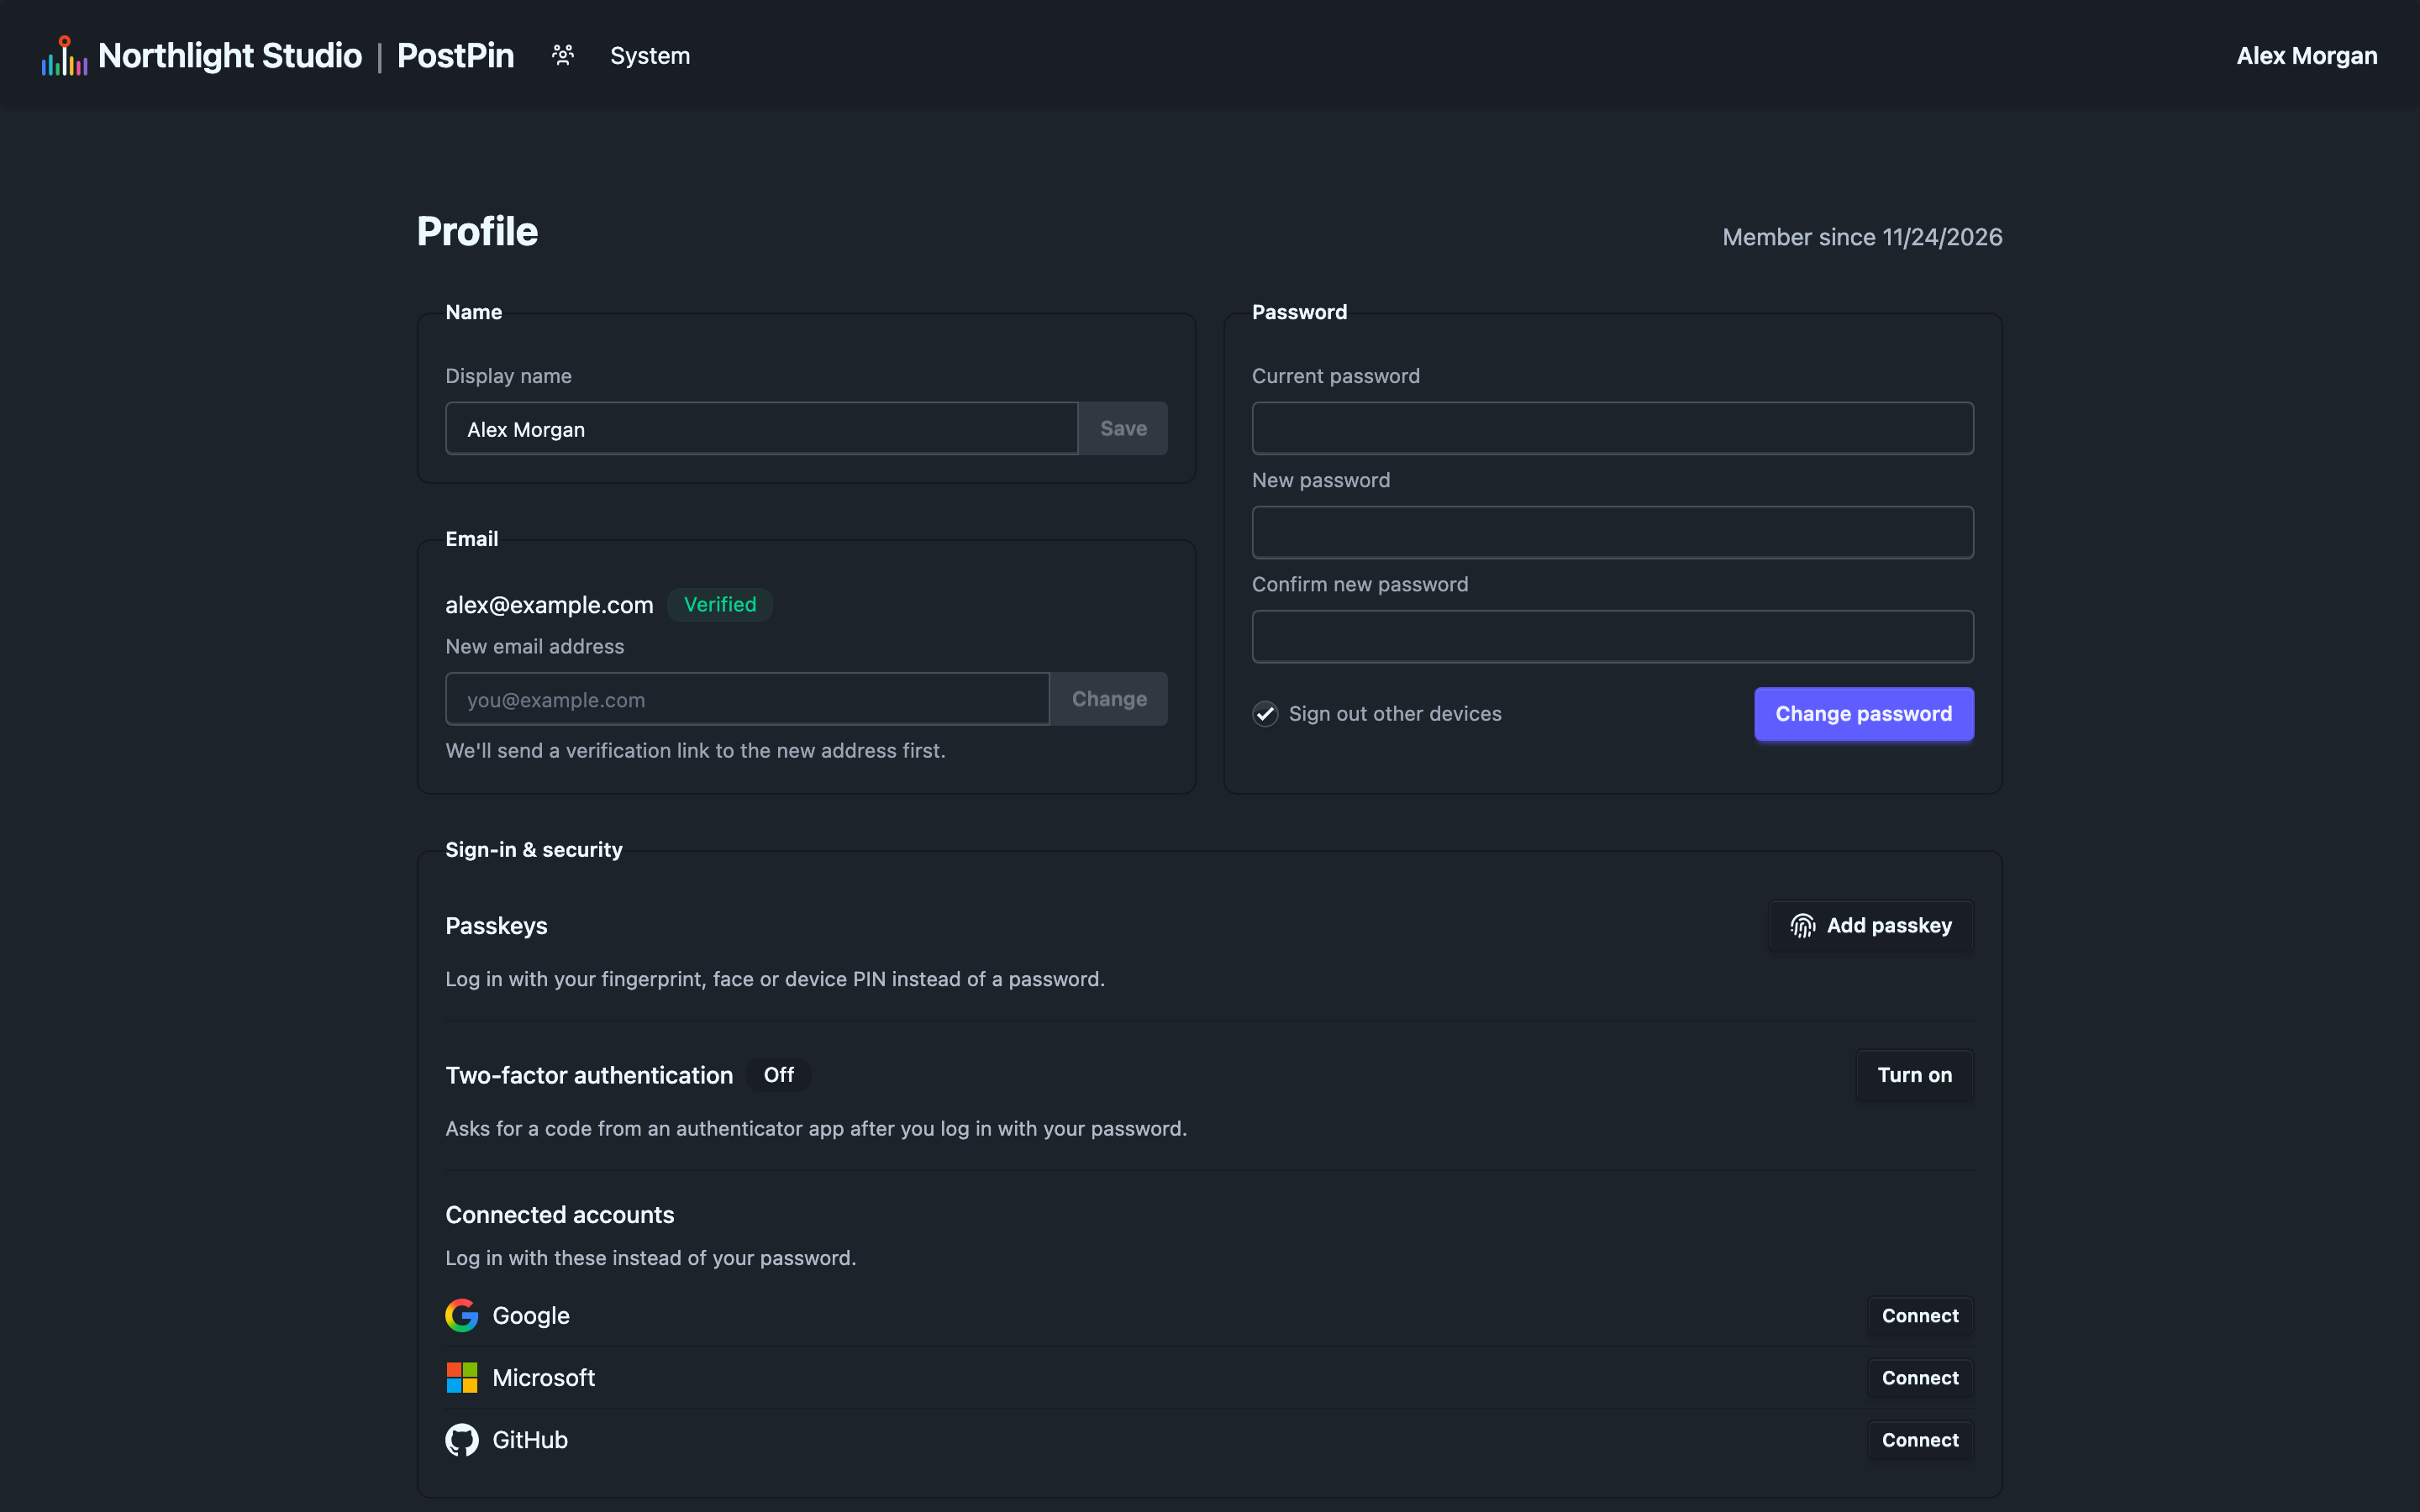 Northlight Studio | PostPin
System
Alex Morgan
Profile
Member since 11/24/2026
Name
Display name
Alex Morgan
Save
Email
alex@example.com
Verified
New email address
you@example.com
Change
We'll send a verification link to the new address first.
Password
Current password
New password
Confirm new password
Sign out other devices
Change password
Sign-in & security
Passkeys
Add passkey
Log in with your fingerprint, face or device PIN instead of a password.
Two-factor authentication
Off
Turn on
Asks for a code from an authenticator app after you log in with your password.
Connected accounts
Log in with these instead of your password.
Google
Connect
Microsoft
Connect
GitHub
Connect